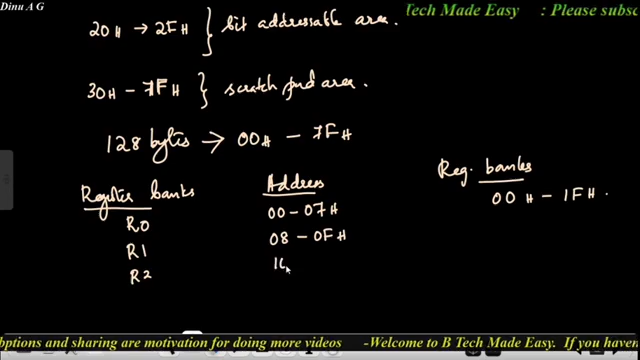 Dinu A G
Tech Made Easy : Please subsc
20H → 2FH } bit addressable area.
30H - 7FH } scratch pad area.
128 bytes → 00H - 7FH
Reg. banks
00H - 1FH.
Register banks Address
R0 00 - 07H
R1 08 - 0FH
R2 10
bptions and sharing are motivation for doing more videos -Welcome to B Tech Made Easy. If you haven